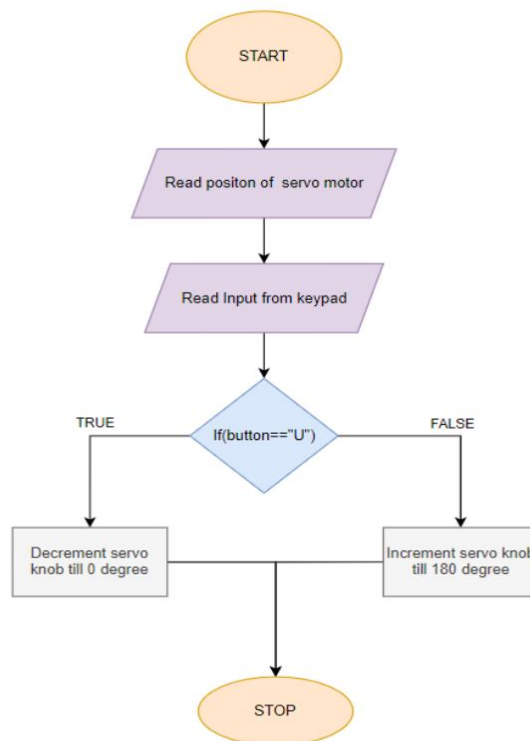 START
Read positon of servo motor
Read Input from keypad
If(button=="U")
TRUE
FALSE
Decrement servo
knob till 0 degree
Increment servo knob
till 180 degree
STOP